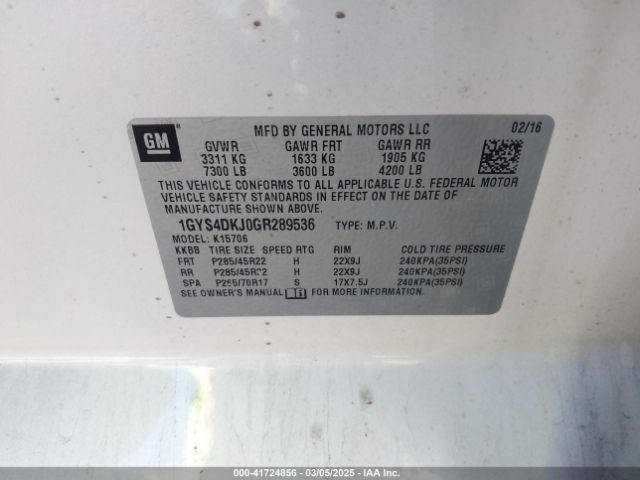 GM ®
MFD BY GENERAL MOTORS LLC 02/16
GVWR GAWR FRT GAWR RR
3311 KG 1633 KG 1905 KG
7300 LB 3600 LB 4200 LB
THIS VEHICLE CONFORMS TO ALL APPLICABLE U.S. FEDERAL MOTOR
VEHICLE SAFETY STANDARDS IN EFFECT ON THE DATE OF
MANUFACTURE SHOWN ABOVE.
1GYS4DKJ0GR289536 TYPE: M.P.V.
MODEL: K15706
KKBB TIRE SIZE SPEED RTG RIM COLD TIRE PRESSURE
FRT P285/45R22 H 22X9J 240KPA(35PSI)
RR P285/45R22 H 22X9J 240KPA(35PSI)
SPA P265/70R17 S 17X7.5J 240KPA(35PSI)
SEE OWNER'S MANUAL FOR MORE INFORMATION.
000-41724856 — 03/05/2025 — IAA Inc.